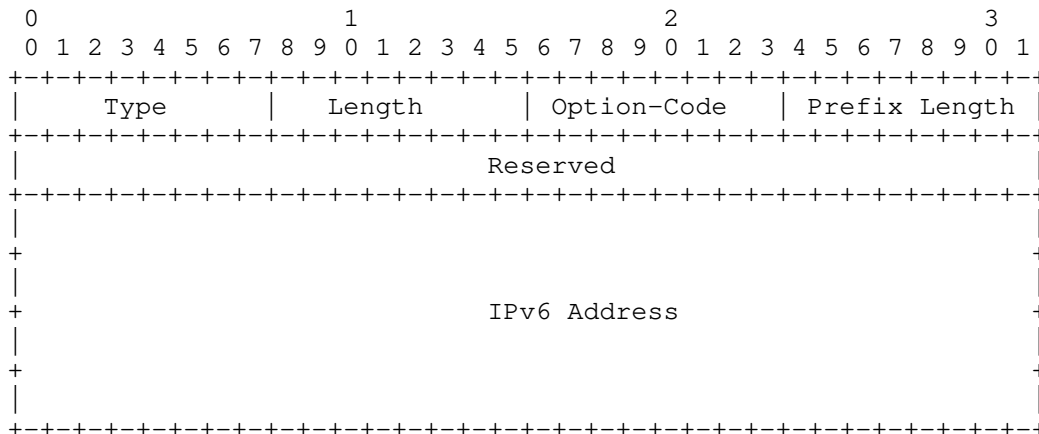 0                   1                   2                   3
 0 1 2 3 4 5 6 7 8 9 0 1 2 3 4 5 6 7 8 9 0 1 2 3 4 5 6 7 8 9 0 1
+-+-+-+-+-+-+-+-+-+-+-+-+-+-+-+-+-+-+-+-+-+-+-+-+-+-+-+-+-+-+-+-+
|     Type      |   Length      | Option-Code   | Prefix Length |
+-+-+-+-+-+-+-+-+-+-+-+-+-+-+-+-+-+-+-+-+-+-+-+-+-+-+-+-+-+-+-+-+
|                             Reserved                          |
+-+-+-+-+-+-+-+-+-+-+-+-+-+-+-+-+-+-+-+-+-+-+-+-+-+-+-+-+-+-+-+-+
|                                                               |
+                                                               +
|                                                               |
+                             IPv6 Address                      +
|                                                               |
+                                                               +
|                                                               |
+-+-+-+-+-+-+-+-+-+-+-+-+-+-+-+-+-+-+-+-+-+-+-+-+-+-+-+-+-+-+-+-+